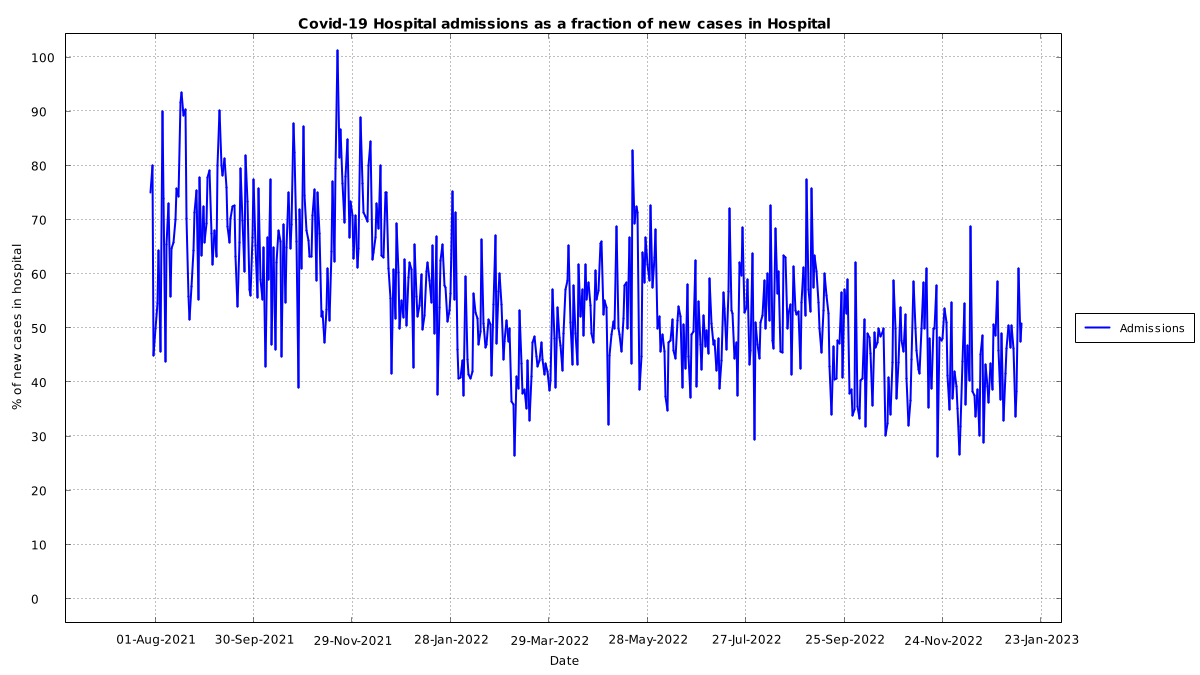 Covid-19 Hospital admissions as a fraction of new cases in Hospital
% of new cases in hospital
100
90
80
70
60
50
40
30
20
10
0
01-Aug-2021 30-Sep-2021 29-Nov-2021 28-Jan-2022 29-Mar-2022 28-May-2022 27-Jul-2022 25-Sep-2022 24-Nov-2022 23-Jan-2023
Date
Admissions